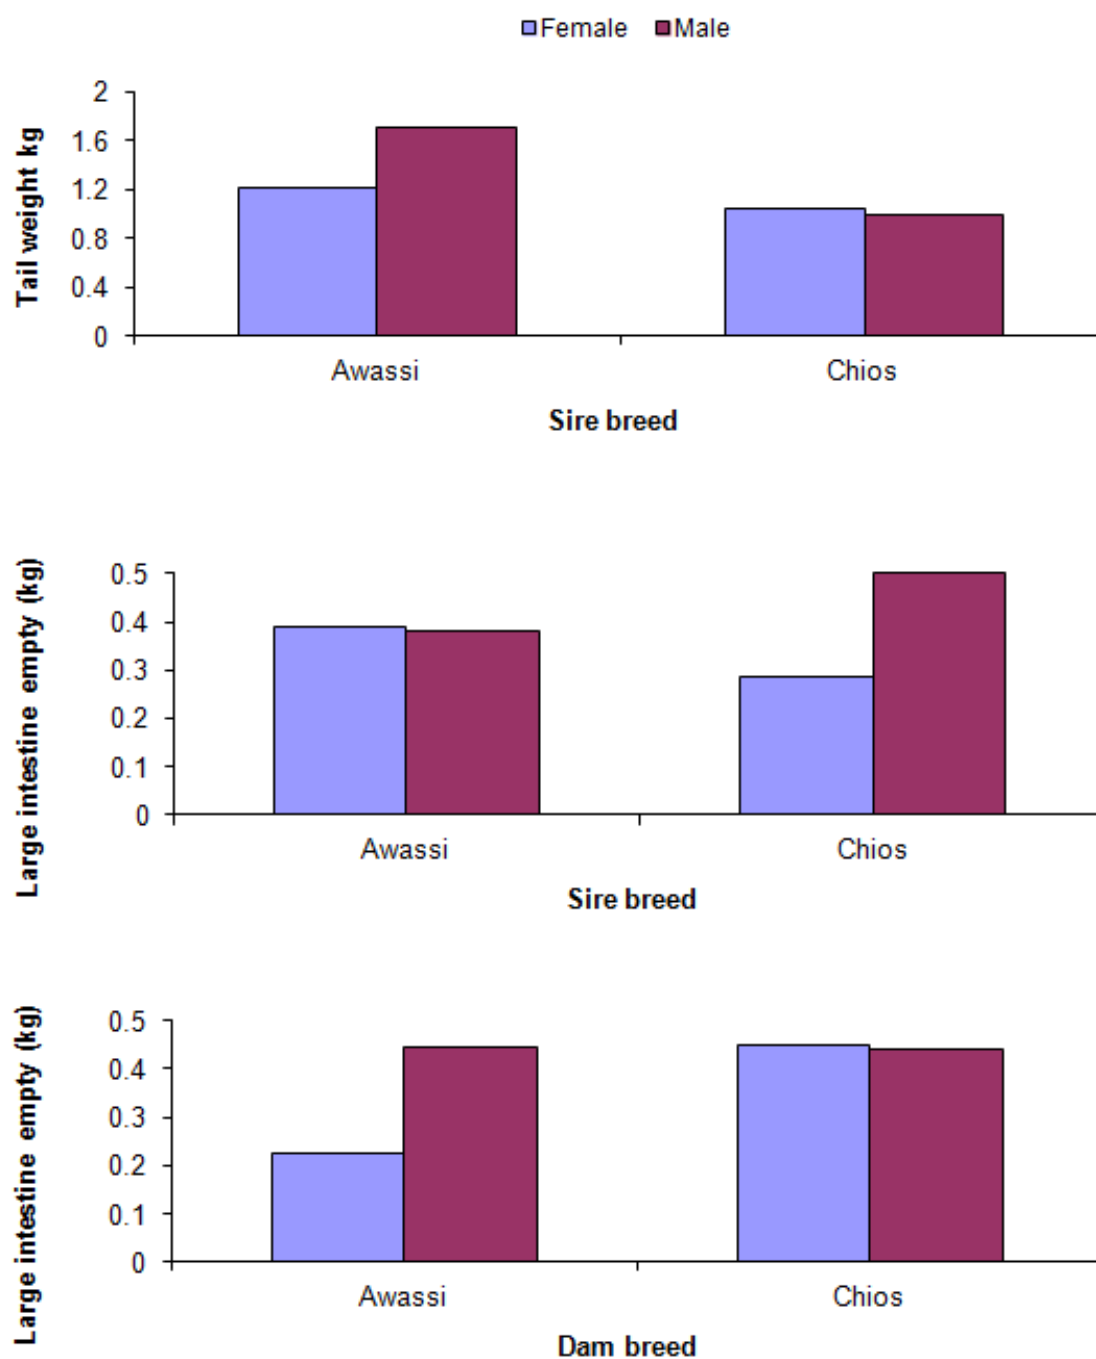 Female Male
Tail weight kg
2
1.6
1.2
0.8
0.4
0
Awassi Chios
Sire breed
Large intestine empty (kg)
0.5
0.4
0.3
0.2
0.1
0
Awassi Chios
Sire breed
Large intestine empty (kg)
0.5
0.4
0.3
0.2
0.1
0
Awassi Chios
Dam breed